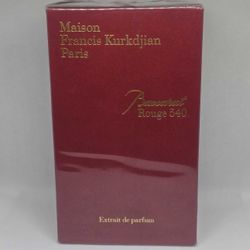 Maison
Francis Kurkdjian
Paris
Baccarat
Rouge 540
Extrait de parfum